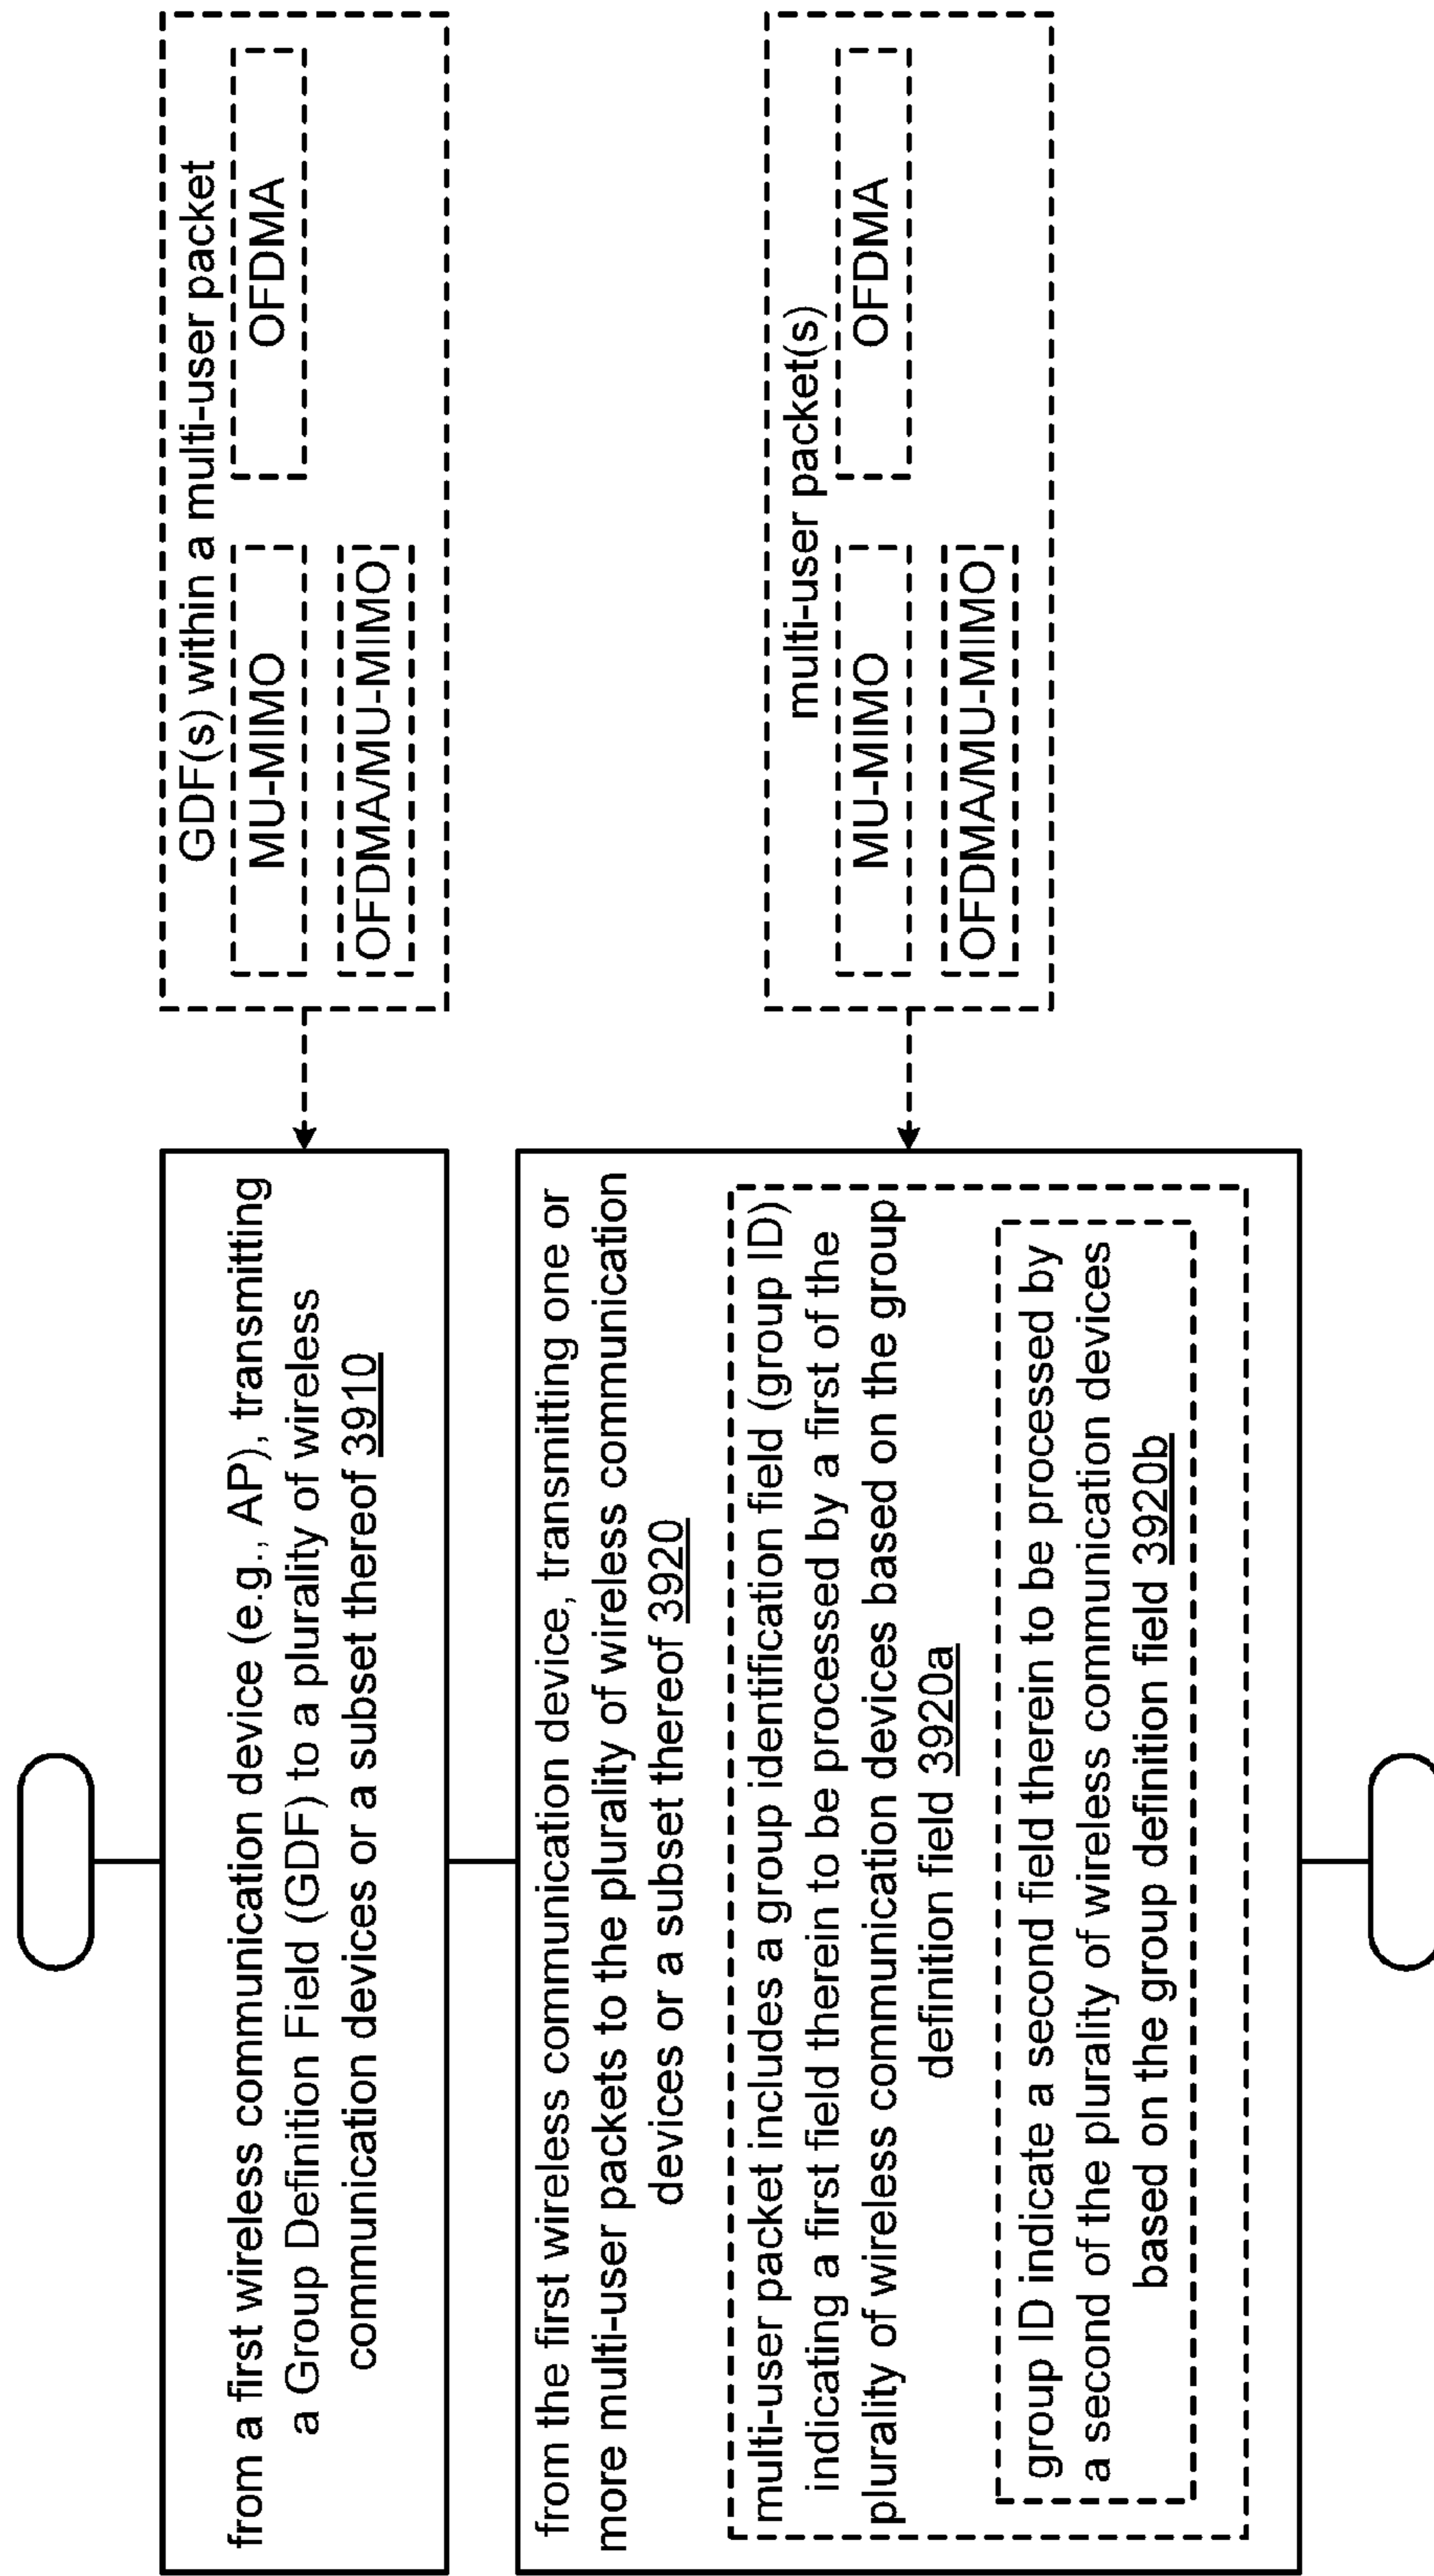 from a first wireless communication device (e.g., AP), transmitting
a Group Definition Field (GDF) to a plurality of wireless
communication devices or a subset thereof 3910
GDF(s) within a multi-user packet
MU-MIMO
OFDMA
OFDMA/MU-MIMO
from the first wireless communication device, transmitting one or
more multi-user packets to the plurality of wireless communication
devices or a subset thereof 3920
multi-user packet includes a group identification field (group ID)
indicating a first field therein to be processed by a first of the
plurality of wireless communication devices based on the group
definition field 3920a
group ID indicate a second field therein to be processed by
a second of the plurality of wireless communication devices
based on the group definition field 3920b
multi-user packet(s)
MU-MIMO
OFDMA
OFDMA/MU-MIMO